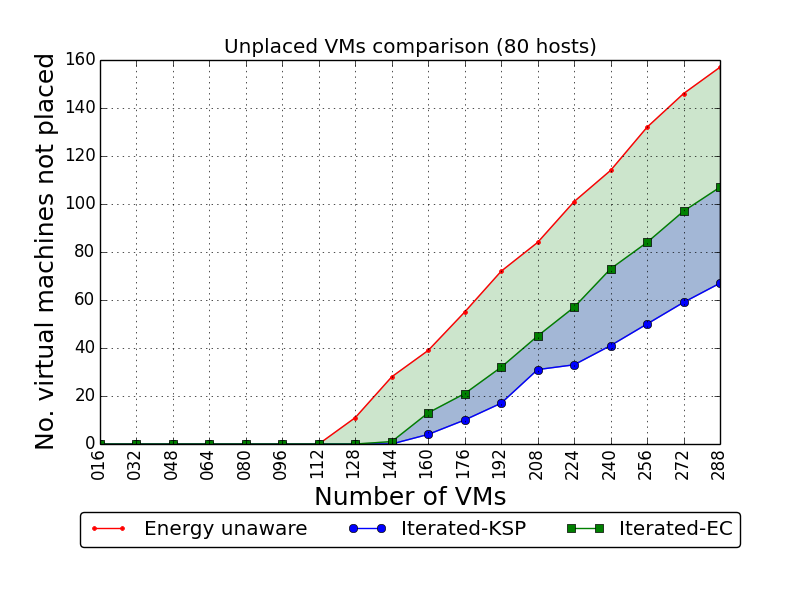 Unplaced VMs comparison (80 hosts)
No. virtual machines not placed
160
140
120
100
80
60
40
20
0
016 032 048 064 080 096 112 128 144 160 176 192 208 224 240 256 272 288
Number of VMs
Energy unaware Iterated-KSP Iterated-EC